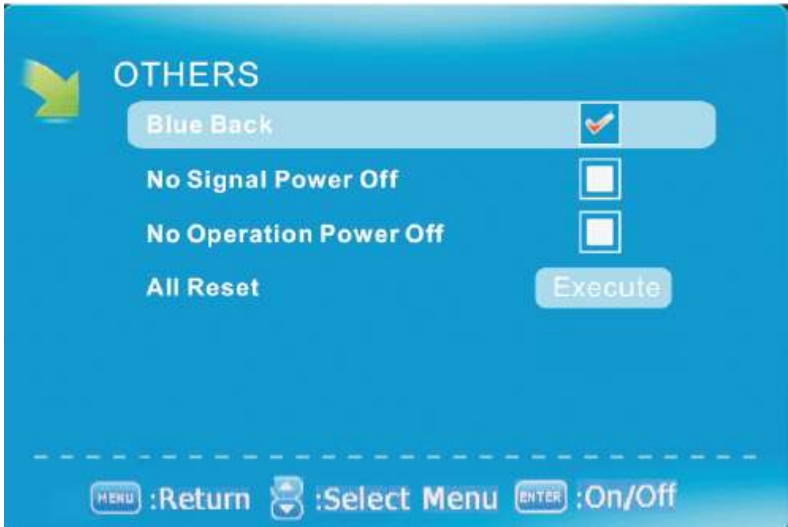 OTHERS
Blue Back
No Signal Power Off
No Operation Power Off
All Reset Execute
MENU :Return :Select Menu ENTER :On/Off